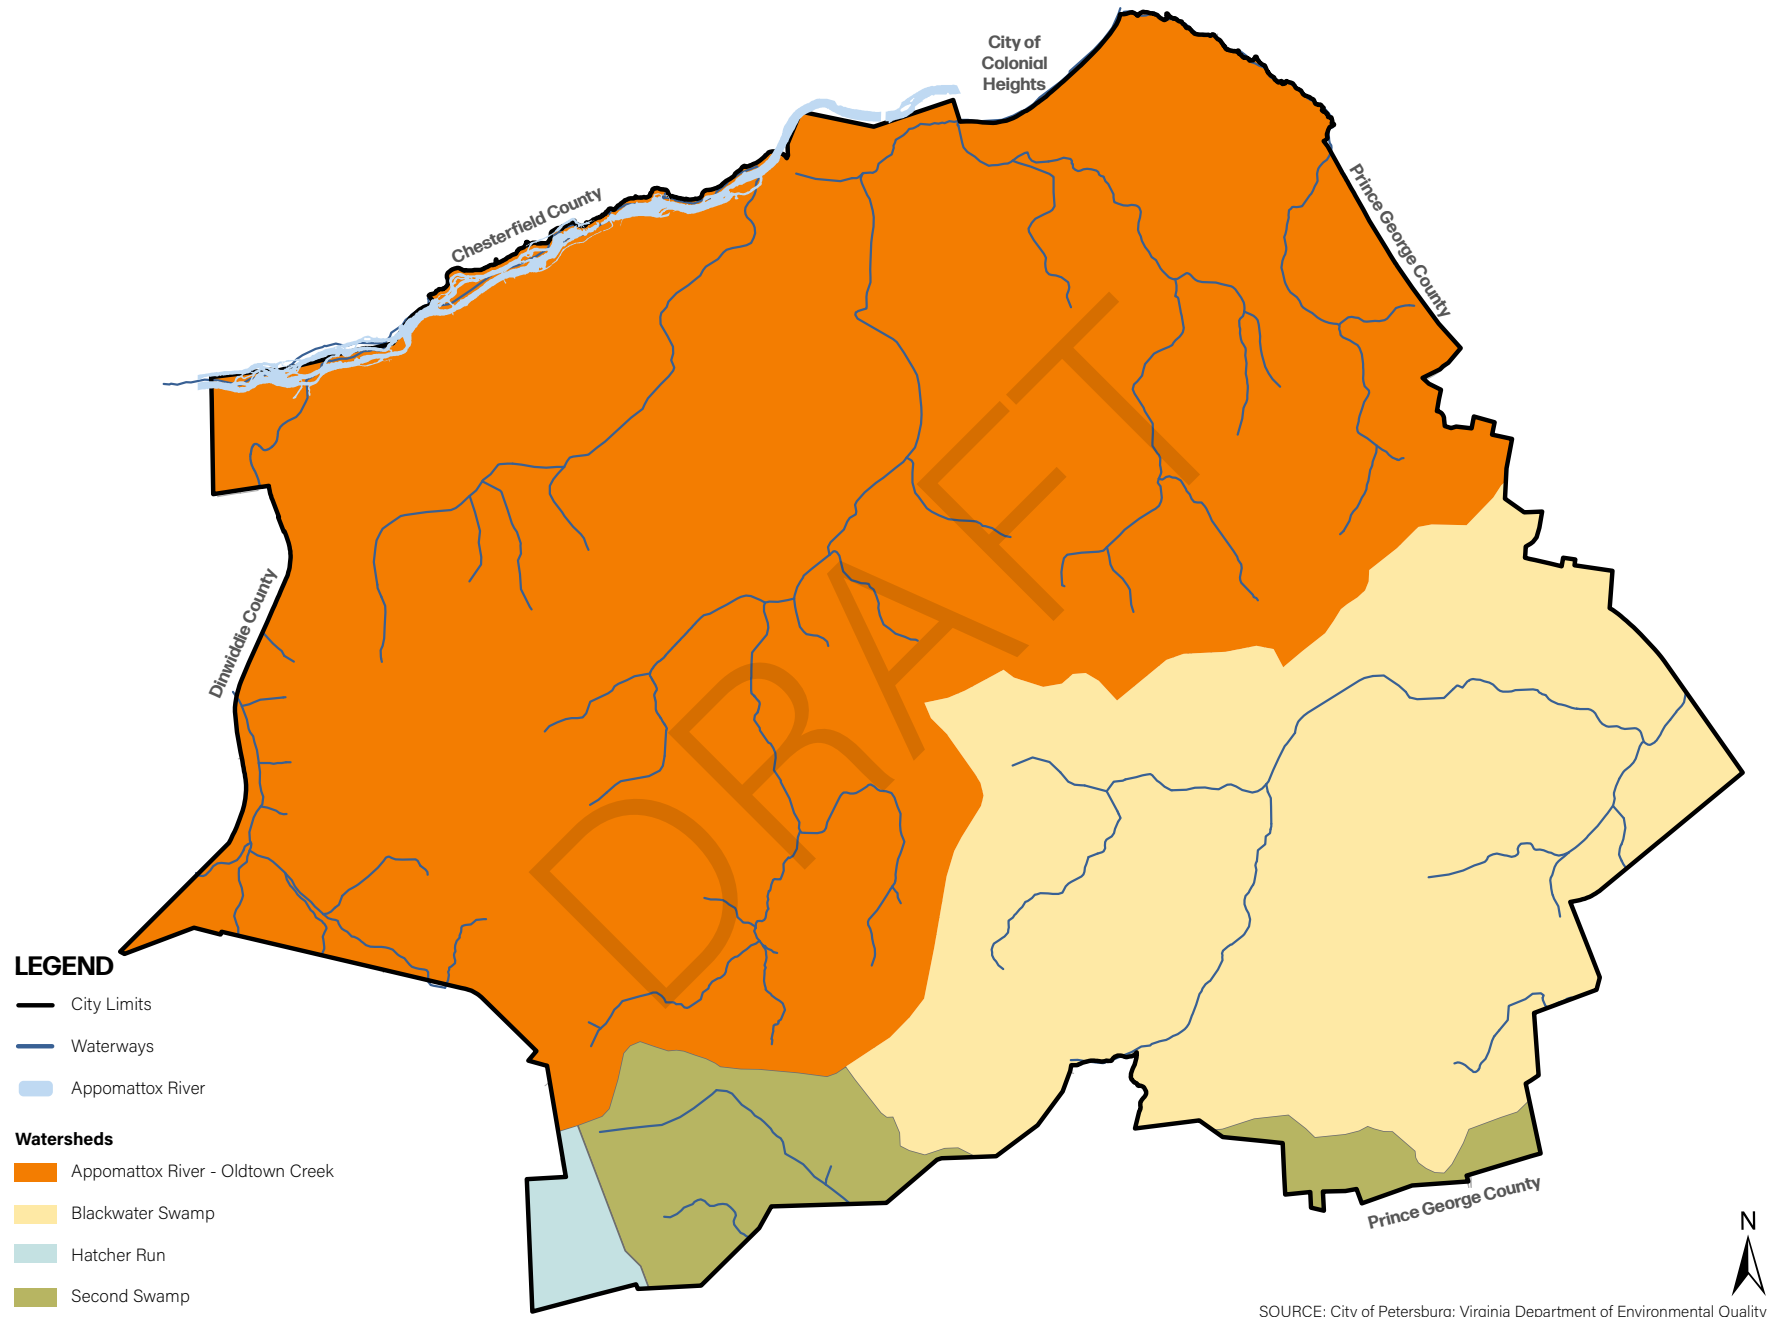 City of
Colonial
Heights
Chesterfield County
Prince George County
Dinwiddie County
DRAFT
LEGEND
City Limits
Waterways
Appomattox River
Watersheds
Appomattox River - Oldtown Creek
Blackwater Swamp
Hatcher Run
Second Swamp
Prince George County
N
SOURCE: City of Petersburg; Virginia Department of Environmental Quality